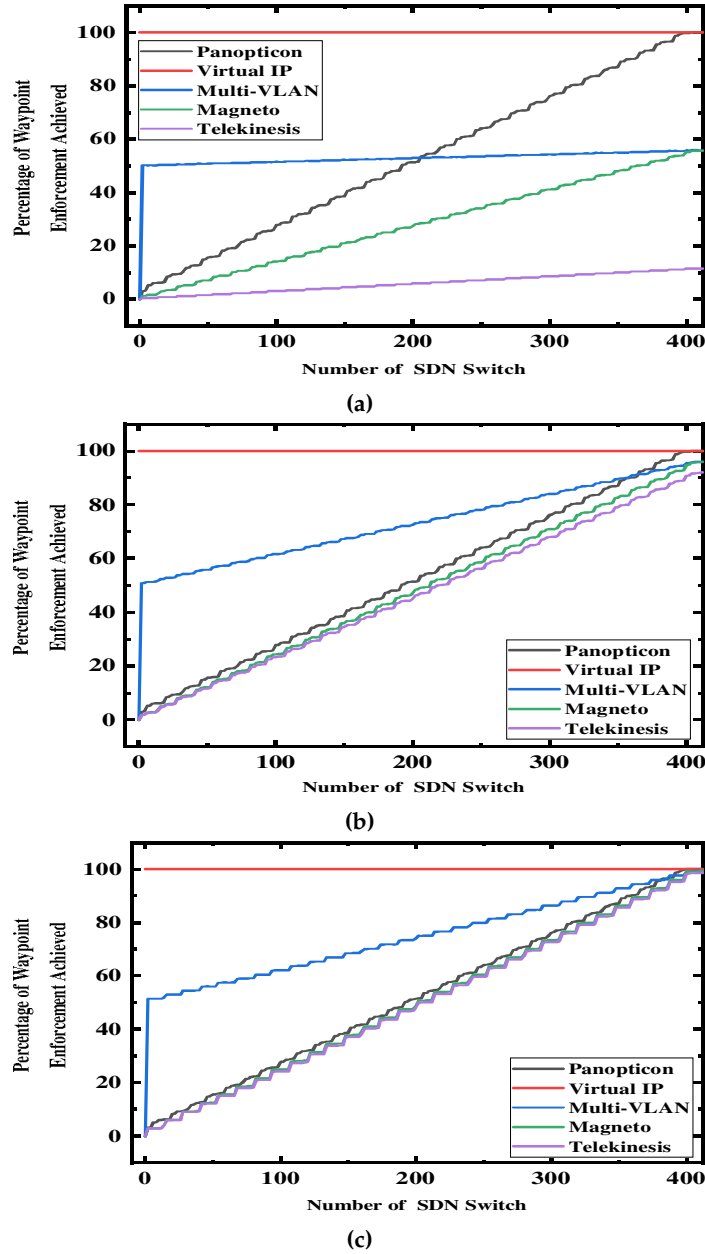 100
80
60
40
20
0
Percentage of Waypoint
Enforcement Achieved
Panopticon
Virtual IP
Multi-VLAN
Magneto
Telekinesis
0 100 200 300 400
Number of SDN Switch
(a)
100
80
60
40
20
0
Percentage of Waypoint
Enforcement Achieved
Panopticon
Virtual IP
Multi-VLAN
Magneto
Telekinesis
0 100 200 300 400
Number of SDN Switch
(b)
100
80
60
40
20
0
Percentage of Waypoint
Enforcement Achieved
Panopticon
Virtual IP
Multi-VLAN
Magneto
Telekinesis
0 100 200 300 400
Number of SDN Switch
(c)